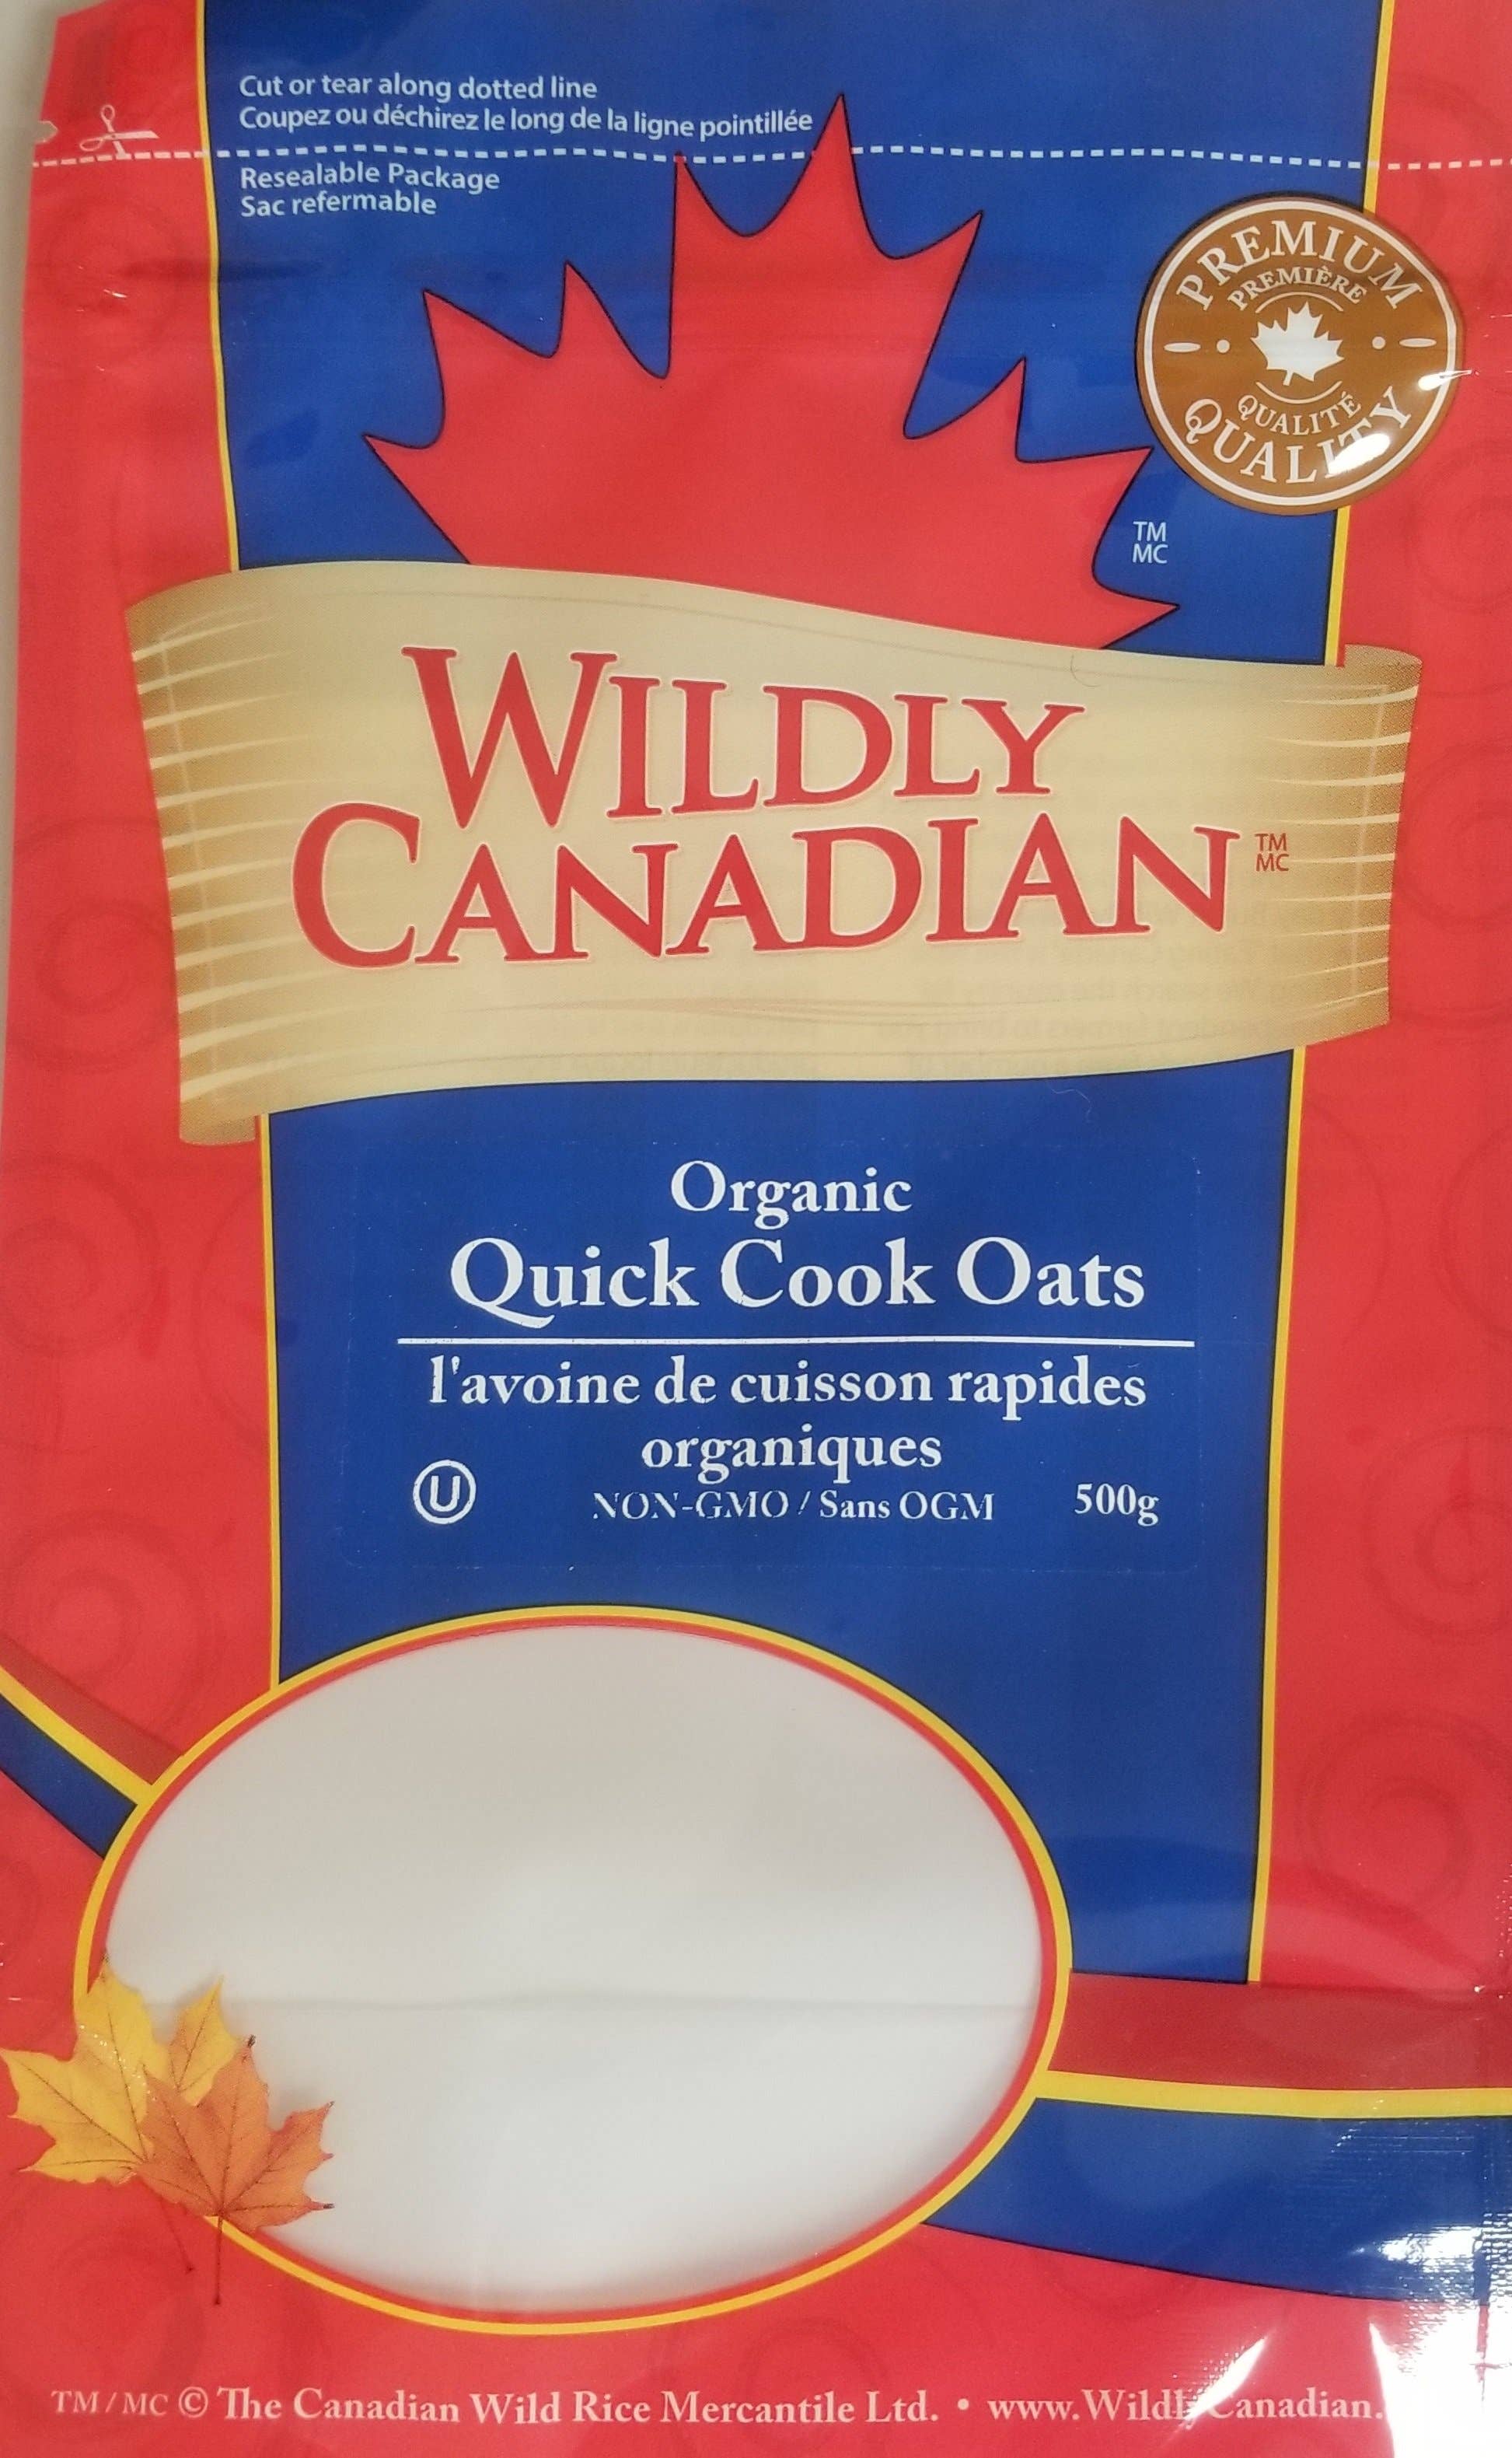 Cut or tear along dotted line
Coupez ou déchirez le long de la ligne pointillée
Resealable Package
Sac refermable
PREMIUM
PREMIÈRE
QUALITÉ
QUALITY
TM
MC
WILDLY
CANADIAN TM
MC
Organic
Quick Cook Oats
l'avoine de cuisson rapides
organiques
U
NON-GMO / Sans OGM 500g
TM/MC © The Canadian Wild Rice Mercantile Ltd. •